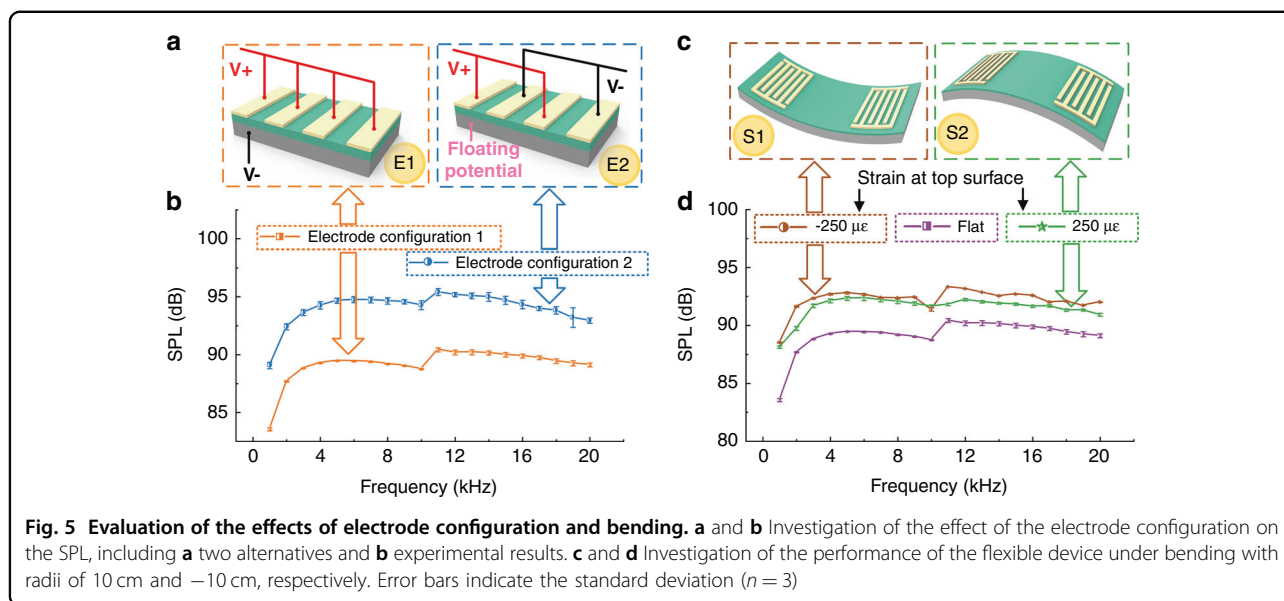 a
V+
V-
E1
V+
V-
Floating
potential
E2
c
S1
S2
Strain at top surface
b
100
95
90
85
SPL (dB)
Electrode configuration 1
Electrode configuration 2
0 4 8 12 16 20
Frequency (kHz)
d
100
95
90
85
80
SPL (dB)
-250 με
Flat
250 με
0 4 8 12 16 20
Frequency (kHz)
Fig. 5 Evaluation of the effects of electrode configuration and bending. a and b Investigation of the effect of the electrode configuration on
the SPL, including a two alternatives and b experimental results. c and d Investigation of the performance of the flexible device under bending with
radii of 10 cm and −10 cm, respectively. Error bars indicate the standard deviation (n = 3)